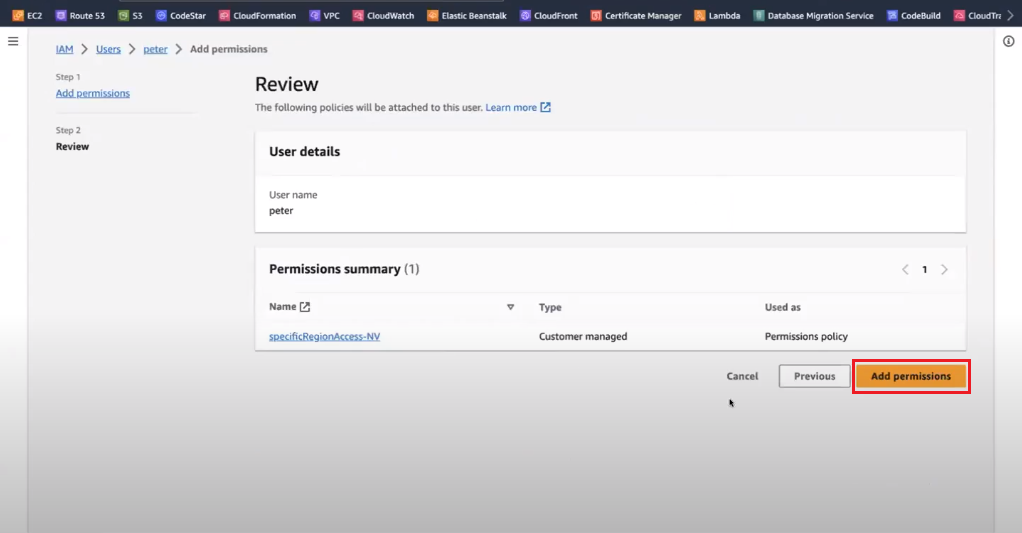 EC2 Route 53 S3 CodeStar CloudFormation VPC CloudWatch Elastic Beanstalk CloudFront Certificate Manager Lambda Database Migration Service CodeBuild CloudTra
IAM > Users > peter > Add permissions
Step 1
Add permissions
Step 2
Review
Review
The following policies will be attached to this user. Learn more
User details
User name
peter
Permissions summary (1)
1
Name Type Used as
specificRegionAccess-NV Customer managed Permissions policy
Cancel Previous Add permissions